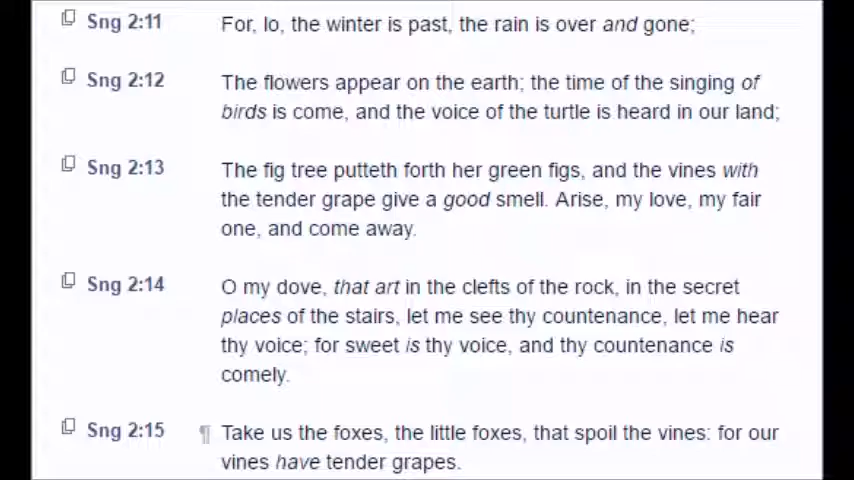 Sng 2:11 For, lo, the winter is past, the rain is over and gone;
Sng 2:12 The flowers appear on the earth; the time of the singing of
birds is come, and the voice of the turtle is heard in our land;
Sng 2:13 The fig tree putteth forth her green figs, and the vines with
the tender grape give a good smell. Arise, my love, my fair
one, and come away.
Sng 2:14 O my dove, that art in the clefts of the rock, in the secret
places of the stairs, let me see thy countenance, let me hear
thy voice; for sweet is thy voice, and thy countenance is
comely.
Sng 2:15 ¶ Take us the foxes, the little foxes, that spoil the vines: for our
vines have tender grapes.